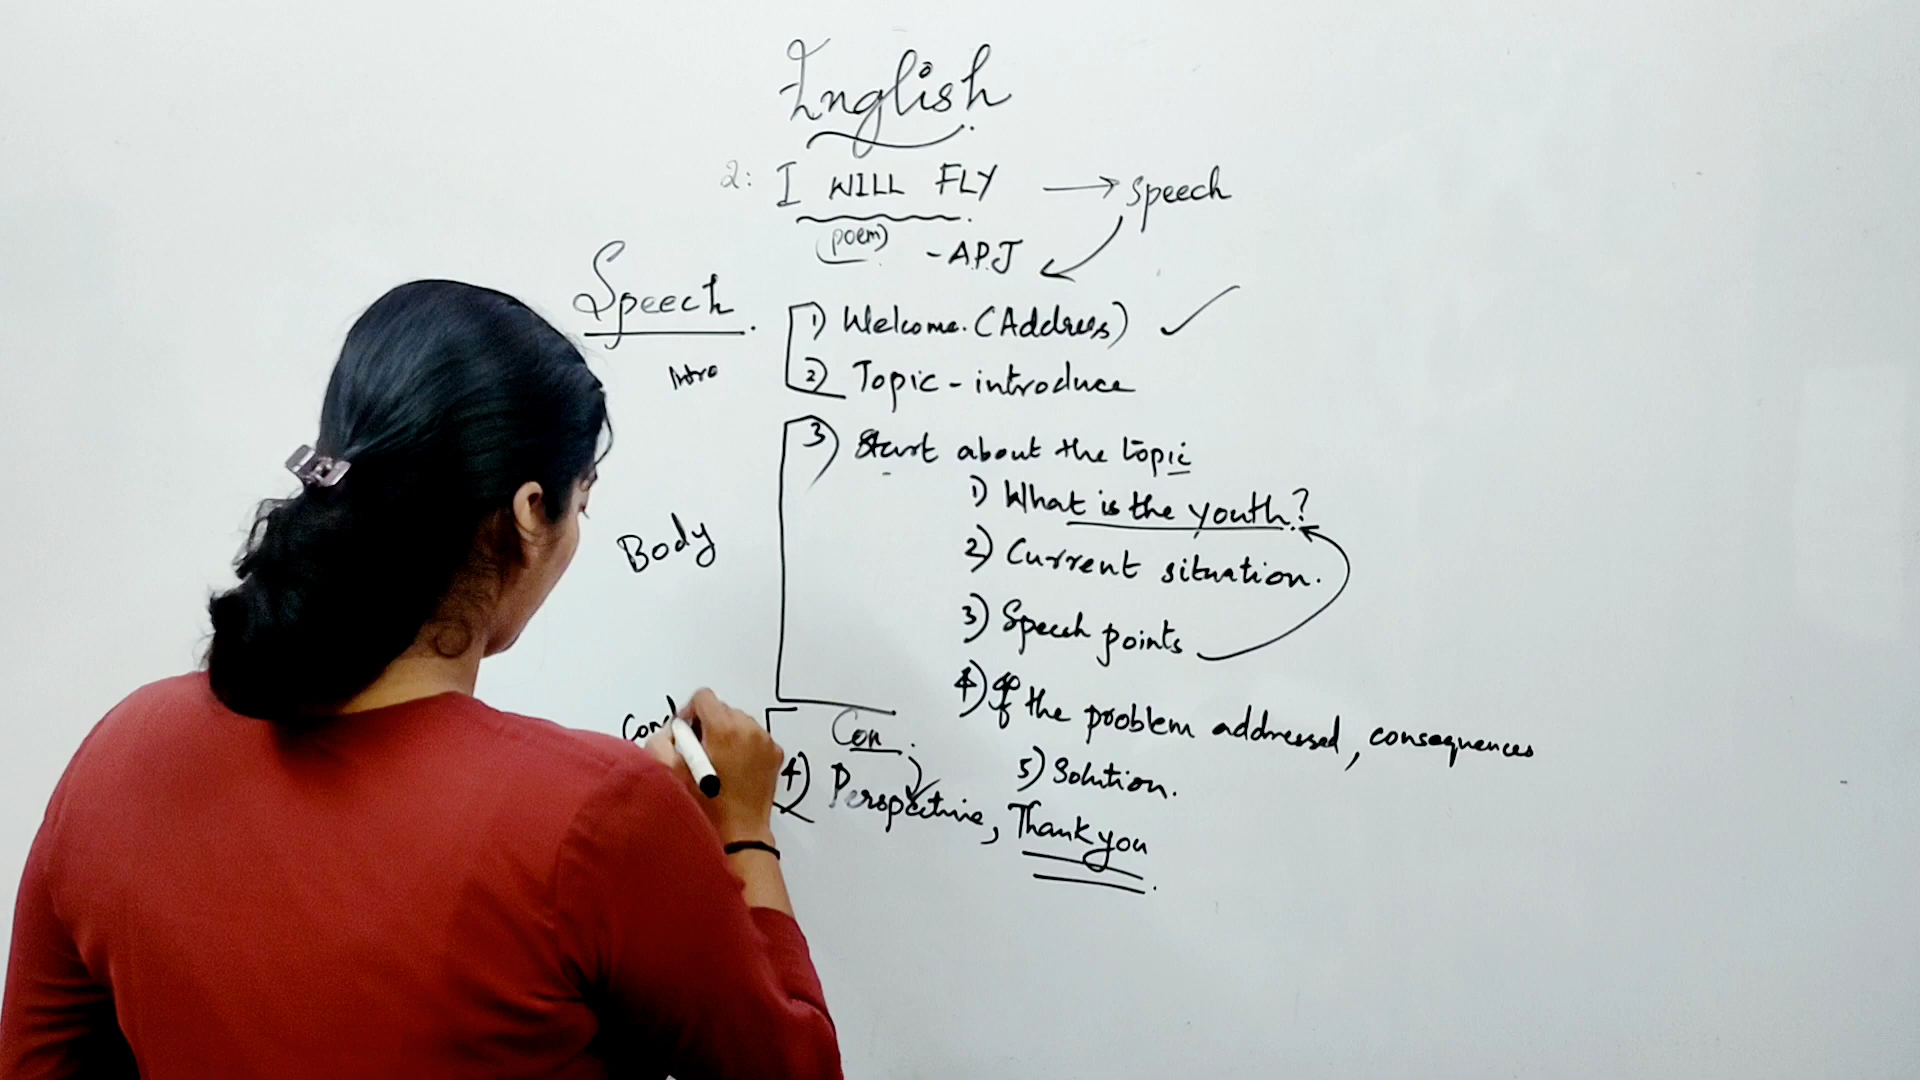 English
2: I WILL FLY → Speech
(poem) - A.P.J
Speech
1) Welcome. (Address) ✓
Intro
2) Topic - introduce
3) Start about the topic
1) What is the youth?
Body
2) Current situation.
3) Speech points
4) If the problem addressed, consequences
Con.
5) Solution.
4) Perspective, Thank you